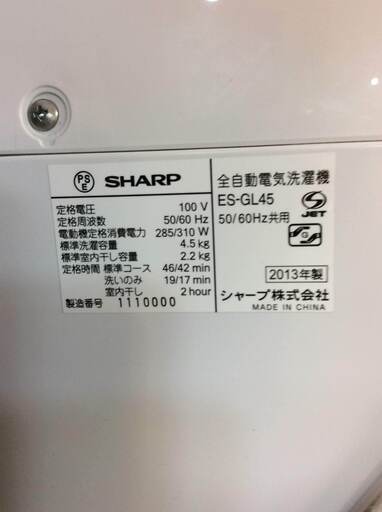 PS E SHARP
定格電圧 100 V
定格周波数 50/60 Hz
電動機定格消費電力 285/310 W
標準洗濯容量 4.5kg
標準室内干し容量 2.2kg
定格時間 標準コース 46/42 min
洗いのみ 19/17 min
室内干し 2 hour
製造番号 1110000
全自動電気洗濯機
ES-GL45
50/60Hz共用
JET
2013年製
シャープ株式会社
MADE IN CHINA